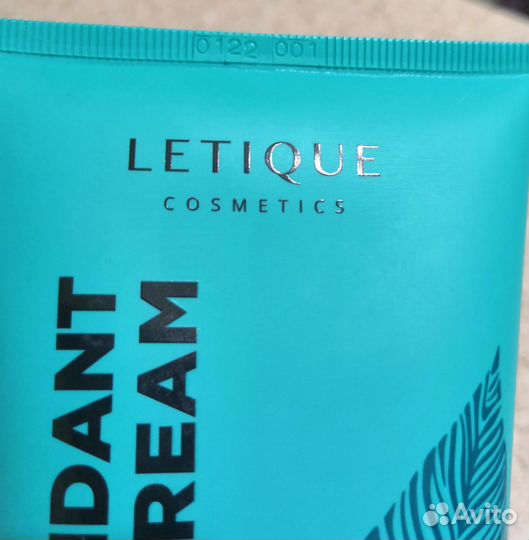 0122 001
LETIQUE
COSMETICS
IDANT
REAM
Avito